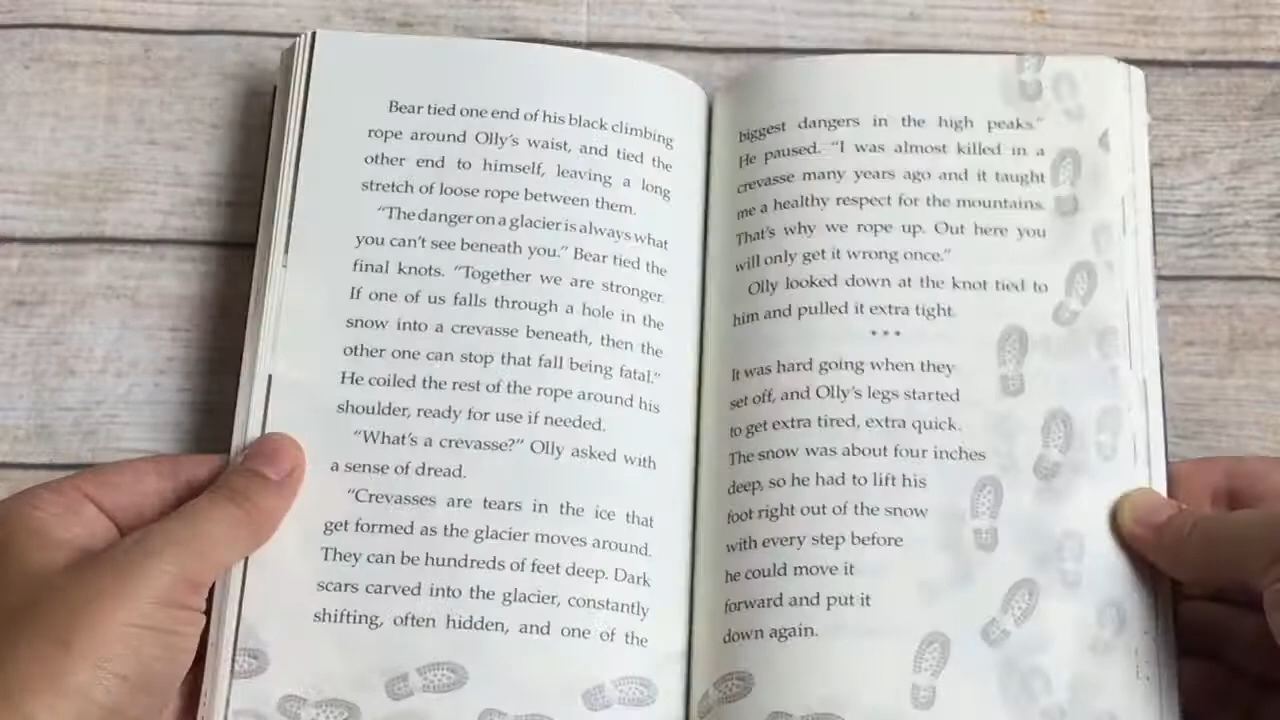 Bear tied one end of his black climbing
rope around Olly's waist, and tied the
other end to himself, leaving a long
stretch of loose rope between them.
"The danger on a glacier is always what
you can't see beneath you." Bear tied the
final knots. "Together we are stronger.
If one of us falls through a hole in the
snow into a crevasse beneath, then the
other one can stop that fall being fatal."
He coiled the rest of the rope around his
shoulder, ready for use if needed.
"What's a crevasse?" Olly asked with
a sense of dread.
"Crevasses are tears in the ice that
get formed as the glacier moves around.
They can be hundreds of feet deep. Dark
scars carved into the glacier, constantly
shifting, often hidden, and one of the
biggest dangers in the high peaks."
He paused. "I was almost killed in a
crevasse many years ago and it taught
me a healthy respect for the mountains.
That's why we rope up. Out here you
will only get it wrong once."
Olly looked down at the knot tied to
him and pulled it extra tight.
***
It was hard going when they
set off, and Olly's legs started
to get extra tired, extra quick.
The snow was about four inches
deep, so he had to lift his
foot right out of the snow
with every step before
he could move it
forward and put it
down again.